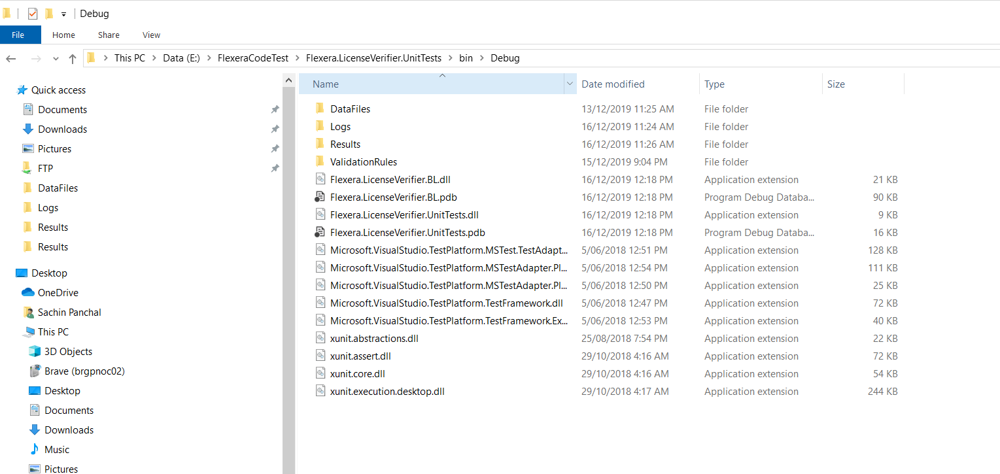 Debug
File Home Share View
This PC Data (E:) FlexeraCodeTest Flexera.LicenseVerifier.UnitTests bin Debug
Quick access
Documents
Downloads
Pictures
FTP
DataFiles
Logs
Results
Results
Desktop
OneDrive
Sachin Panchal
This PC
3D Objects
Brave (brgpnoc02)
Desktop
Documents
Downloads
Music
Pictures
Name Date modified Type Size
DataFiles 13/12/2019 11:25 AM File folder
Logs 16/12/2019 11:24 AM File folder
Results 16/12/2019 11:26 AM File folder
ValidationRules 15/12/2019 9:04 PM File folder
Flexera.LicenseVerifier.BL.dll 16/12/2019 12:18 PM Application extension 21 KB
Flexera.LicenseVerifier.BL.pdb 16/12/2019 12:18 PM Program Debug Databa... 90 KB
Flexera.LicenseVerifier.UnitTests.dll 16/12/2019 12:18 PM Application extension 9 KB
Flexera.LicenseVerifier.UnitTests.pdb 16/12/2019 12:18 PM Program Debug Databa... 16 KB
Microsoft.VisualStudio.TestPlatform.MSTest.TestAdapt... 5/06/2018 12:51 PM Application extension 128 KB
Microsoft.VisualStudio.TestPlatform.MSTestAdapter.Pl... 5/06/2018 12:54 PM Application extension 111 KB
Microsoft.VisualStudio.TestPlatform.MSTestAdapter.Pl... 5/06/2018 12:50 PM Application extension 25 KB
Microsoft.VisualStudio.TestPlatform.TestFramework.dll 5/06/2018 12:47 PM Application extension 72 KB
Microsoft.VisualStudio.TestPlatform.TestFramework.Ex... 5/06/2018 12:53 PM Application extension 40 KB
xunit.abstractions.dll 25/08/2018 7:54 PM Application extension 22 KB
xunit.assert.dll 29/10/2018 4:16 AM Application extension 72 KB
xunit.core.dll 29/10/2018 4:16 AM Application extension 54 KB
xunit.execution.desktop.dll 29/10/2018 4:17 AM Application extension 244 KB